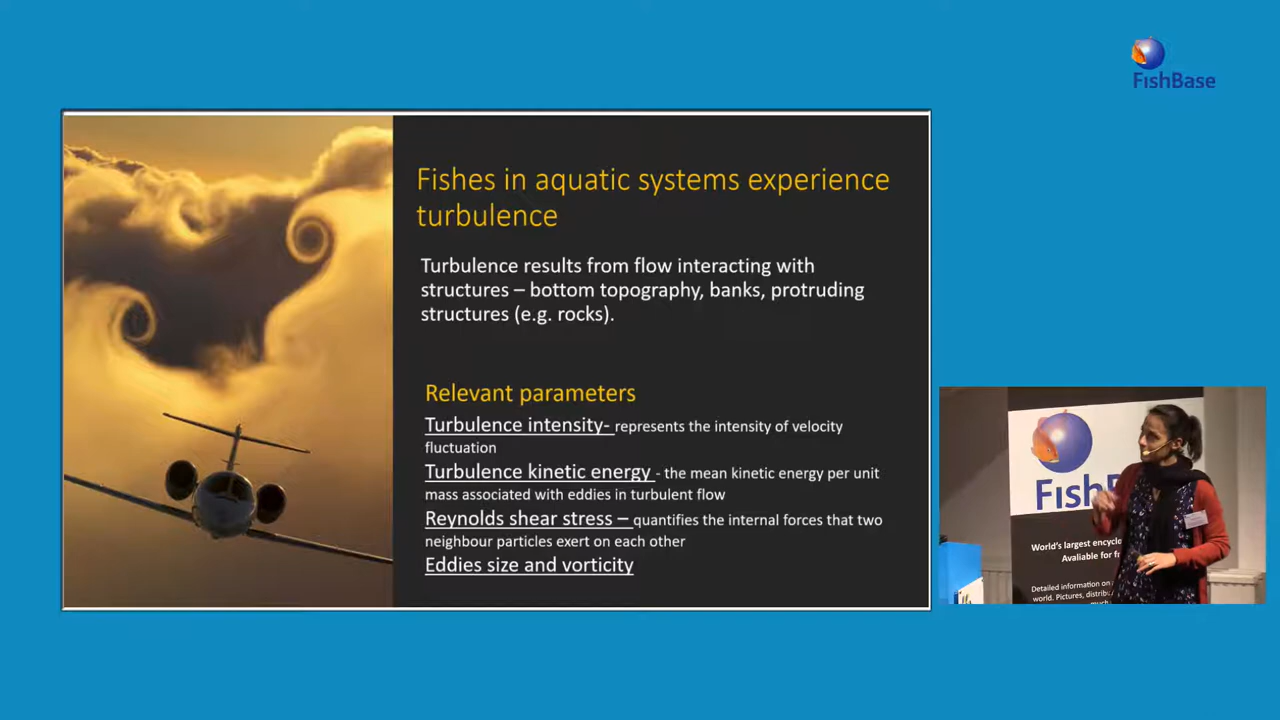 FishBase
Fishes in aquatic systems experience
turbulence
Turbulence results from flow interacting with
structures – bottom topography, banks, protruding
structures (e.g. rocks).
Relevant parameters
Turbulence intensity- represents the intensity of velocity
fluctuation
Turbulence kinetic energy - the mean kinetic energy per unit
mass associated with eddies in turbulent flow
Reynolds shear stress – quantifies the internal forces that two
neighbour particles exert on each other
Eddies size and vorticity
FishB
World's largest encyclo
Avaliable for f
Detailed information on
world. Pictures, distrib
much